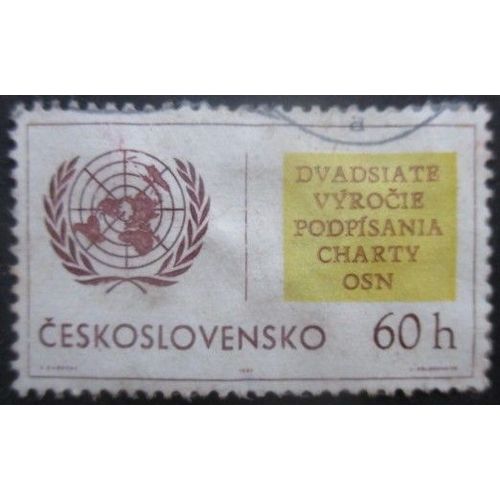 DVADSIATE
VÝROČIE
PODPÍSANIA
CHARTY
OSN
ČESKOSLOVENSKO 60 h